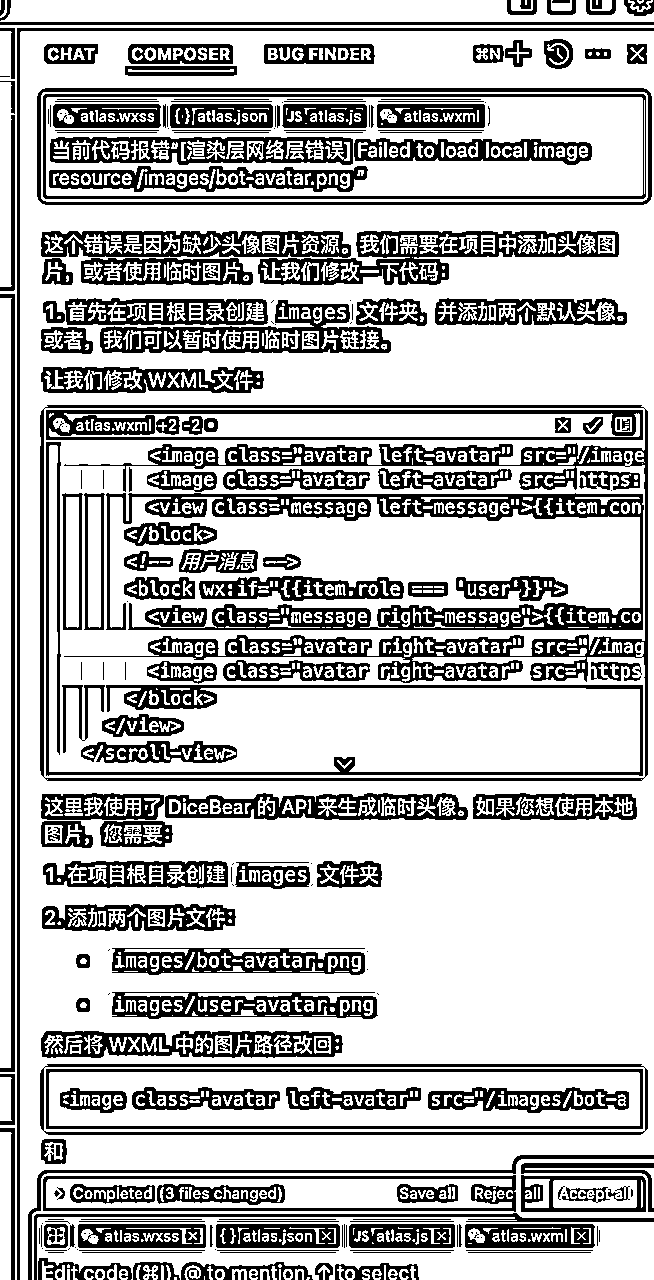 CHAT COMPOSER BUG FINDER ⌘N
atlas.wxss {} atlas.json JS atlas.js atlas.wxml
当前代码报错“[渲染层网络层错误] Failed to load local image
resource /images/bot-avatar.png ”
这个错误是因为缺少头像图片资源。我们需要在项目中添加头像图
片，或者使用临时图片。让我们修改一下代码：
1. 首先在项目根目录创建 images 文件夹，并添加两个默认头像。
或者，我们可以暂时使用临时图片链接。
让我们修改 WXML 文件：
atlas.wxml +2 -2
<image class="avatar left-avatar" src="/image
<image class="avatar left-avatar" src="https:
<view class="message left-message">{{item.con
</block>
<!-- 用户消息 -->
<block wx:if="{{item.role === 'user'}}">
<view class="message right-message">{{item.co
<image class="avatar right-avatar" src="/imag
<image class="avatar right-avatar" src="https
</block>
</view>
</scroll-view>
这里我使用了 DiceBear 的 API 来生成临时头像。如果您想使用本地
图片，您需要：
1. 在项目根目录创建 images 文件夹
2. 添加两个图片文件：
images/bot-avatar.png
images/user-avatar.png
然后将 WXML 中的图片路径改回：
<image class="avatar left-avatar" src="/images/bot-a
和
Completed (3 files changed) Save all Reject all Accept all
atlas.wxss {} atlas.json JS atlas.js atlas.wxml
Edit code (⌘I), @ to mention, ↑ to select